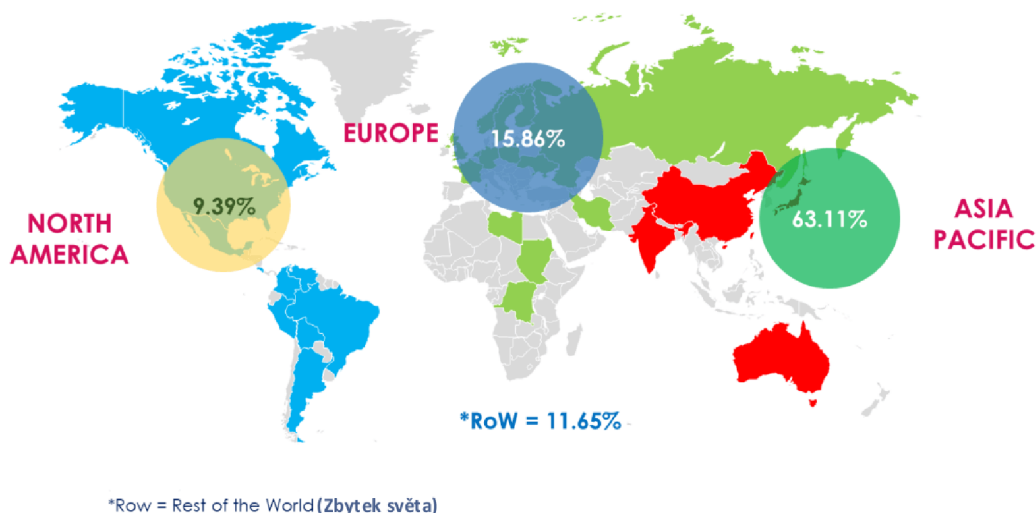 EUROPE
15.86%
9.39%
NORTH
AMERICA
63.11%
ASIA
PACIFIC
*RoW = 11.65%
*Row = Rest of the World (Zbytek světa)